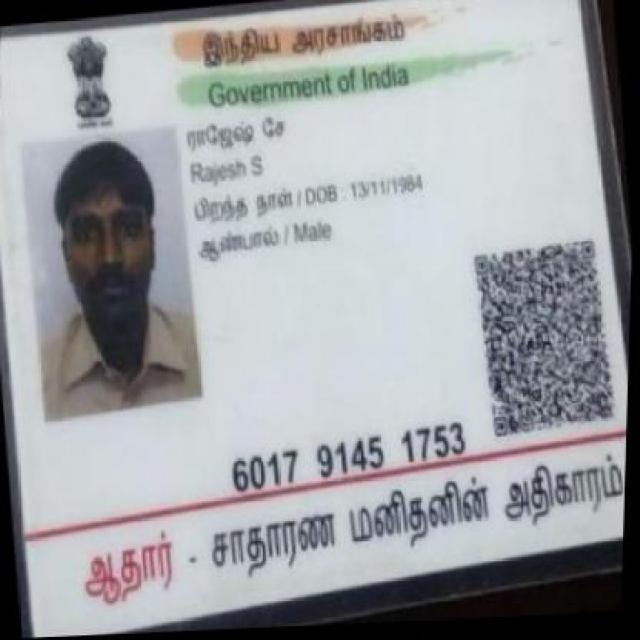 இந்திய அரசாங்கம்
Government of India
ராஜேஷ் சே
Rajesh S
பிறந்த நாள் / DOB : 13/11/1984
ஆண்பால் / Male
6017 9145 1753
ஆதார் - சாதாரண மனிதனின் அதிகாரம்